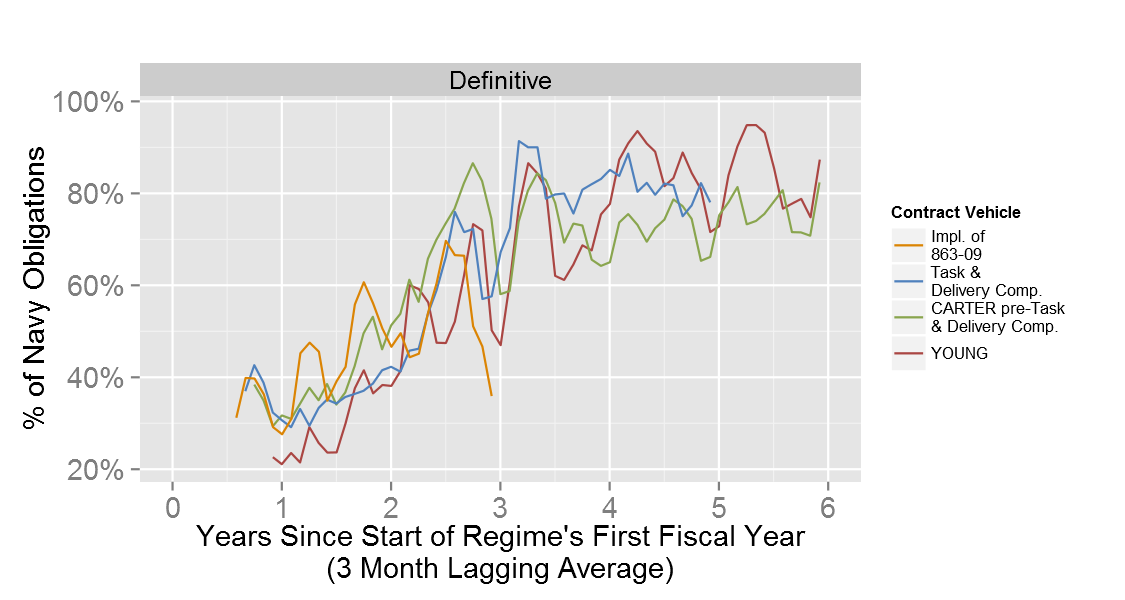 Definitive
100%
80%
60%
40%
20%
% of Navy Obligations
0 1 2 3 4 5 6
Years Since Start of Regime's First Fiscal Year
(3 Month Lagging Average)
Contract Vehicle
Impl. of
863-09
Task &
Delivery Comp.
CARTER pre-Task
& Delivery Comp.
YOUNG